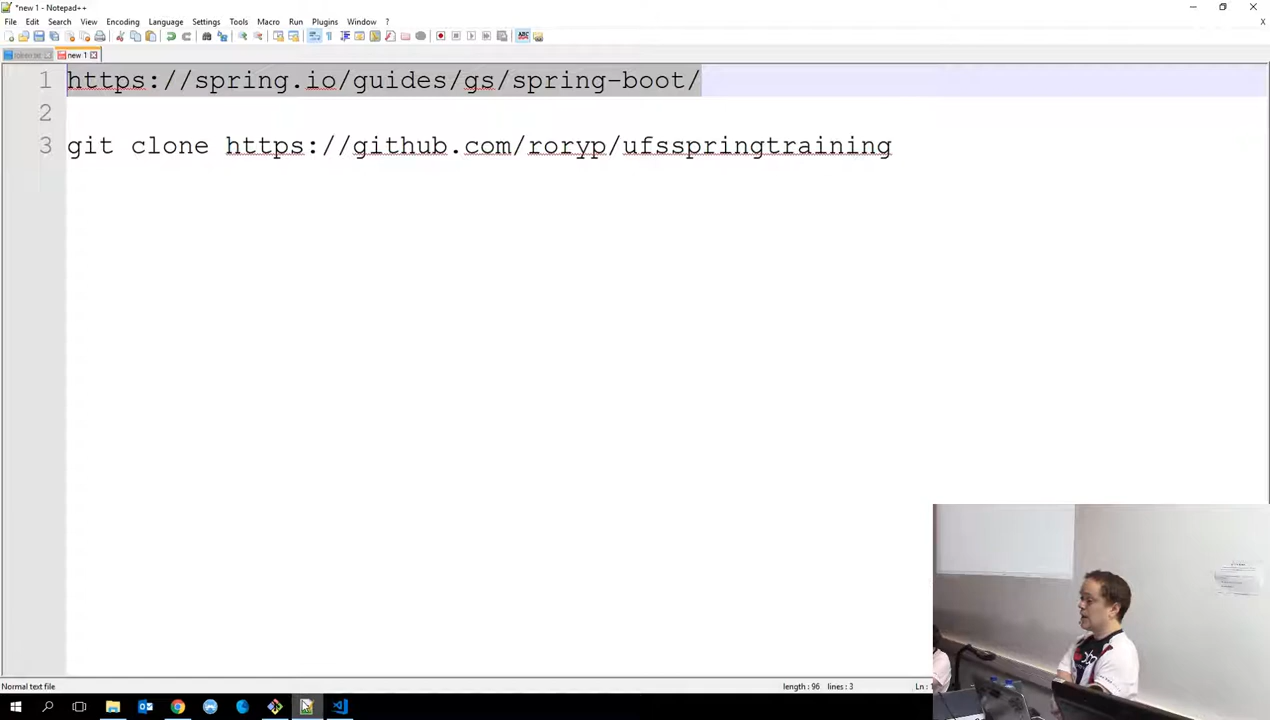 *new 1 - Notepad++
File Edit Search View Encoding Language Settings Tools Macro Run Plugins Window ?
X
new 1
1 https://spring.io/guides/gs/spring-boot/
2
3 git clone https://github.com/roryp/ufsspringtraining
Normal text file length : 96 lines : 3 Ln :